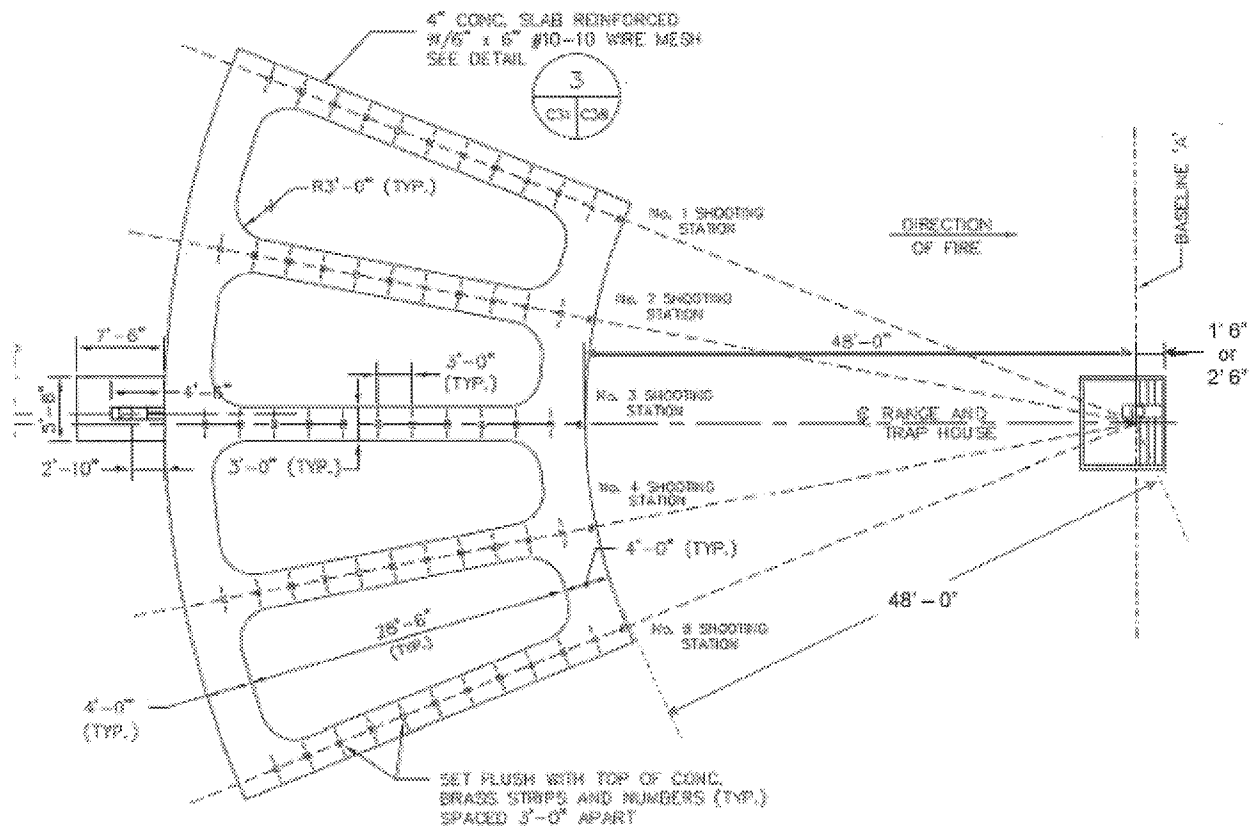 4" CONC. SLAB REINFORCED
W/6" x 6" #10-10 WIRE MESH
SEE DETAIL
3
C31 C38
R3'-0" (TYP.)
No. 1 SHOOTING
STATION
DIRECTION
OF FIRE
BASELINE 'A'
No. 2 SHOOTING
STATION
7'-6"
48'-0"
1' 6"
or
2' 6"
3'-0"
(TYP.)
5'-6"
4'-6"
No. 3 SHOOTING
STATION
RANGE AND
TRAP HOUSE
2'-10"
3'-0" (TYP.)
No. 4 SHOOTING
STATION
4'-0" (TYP.)
48'-0"
(TYP.)
STATION
4'-0"
(TYP.)
SET FLUSH WITH TOP OF CONC.
BRASS STRIPS AND NUMBERS (TYP.)
SPACED 3'-0" APART